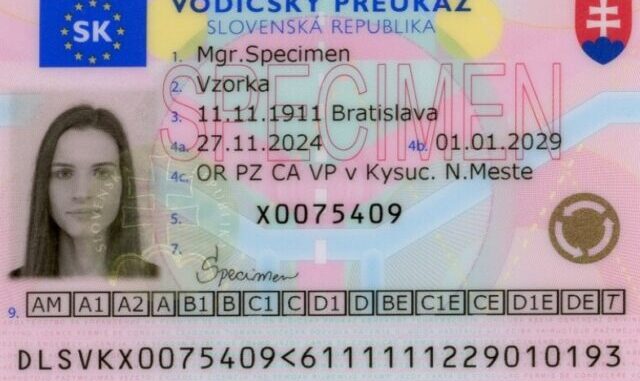 VODIČSKÝ PREUKAZ
SK
SLOVENSKÁ REPUBLIKA
SPECIMEN
1. Mgr.Specimen
2. Vzorka
3. 11.11.1911 Bratislava
4a. 27.11.2024 4b. 01.01.2029
4c. OR PZ CA VP v Kysuc. N.Meste
5. X0075409
7. Specimen
9. AM A1 A2 A B1 B C1 C D1 D BE C1E CE D1E DE T
DLSVKX0075409<61111111229010193